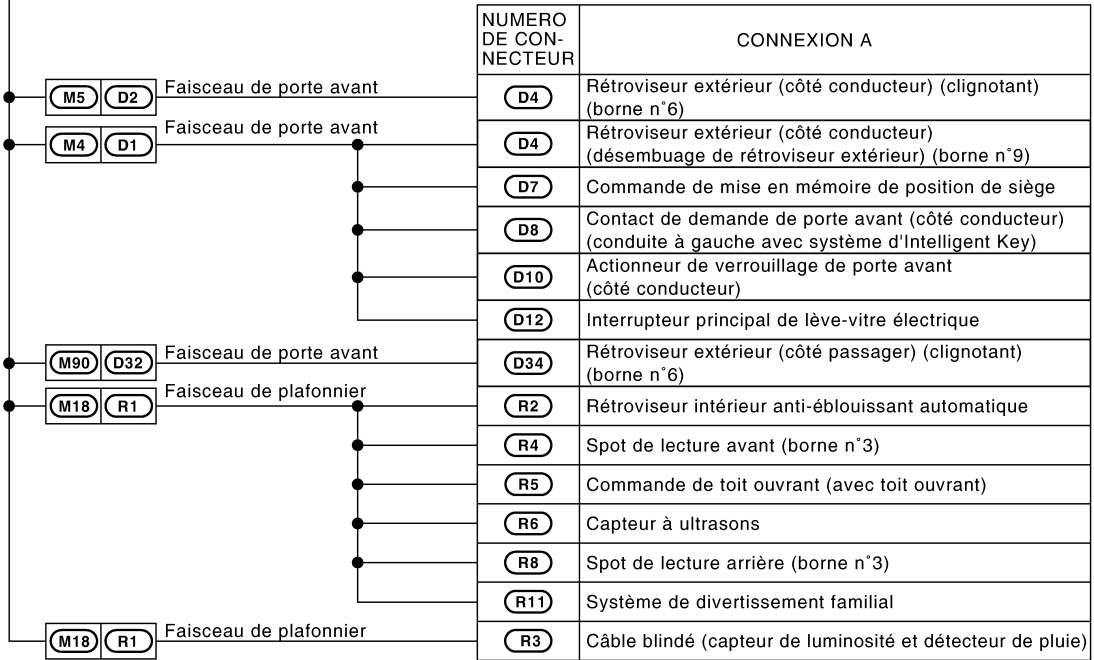 NUMERO
DE CON-
NECTEUR
CONNEXION A
M5 D2 Faisceau de porte avant
D4
Rétroviseur extérieur (côté conducteur) (clignotant)
(borne n°6)
M4 D1 Faisceau de porte avant
D4
Rétroviseur extérieur (côté conducteur)
(désembuage de rétroviseur extérieur) (borne n°9)
D7 Commande de mise en mémoire de position de siège
D8
Contact de demande de porte avant (côté conducteur)
(conduite à gauche avec système d'Intelligent Key)
D10
Actionneur de verrouillage de porte avant
(côté conducteur)
D12 Interrupteur principal de lève-vitre électrique
M90 D32 Faisceau de porte avant
D34
Rétroviseur extérieur (côté passager) (clignotant)
(borne n°6)
M18 R1 Faisceau de plafonnier
R2 Rétroviseur intérieur anti-éblouissant automatique
R4 Spot de lecture avant (borne n°3)
R5 Commande de toit ouvrant (avec toit ouvrant)
R6 Capteur à ultrasons
R8 Spot de lecture arrière (borne n°3)
R11 Système de divertissement familial
M18 R1 Faisceau de plafonnier
R3 Câble blindé (capteur de luminosité et détecteur de pluie)